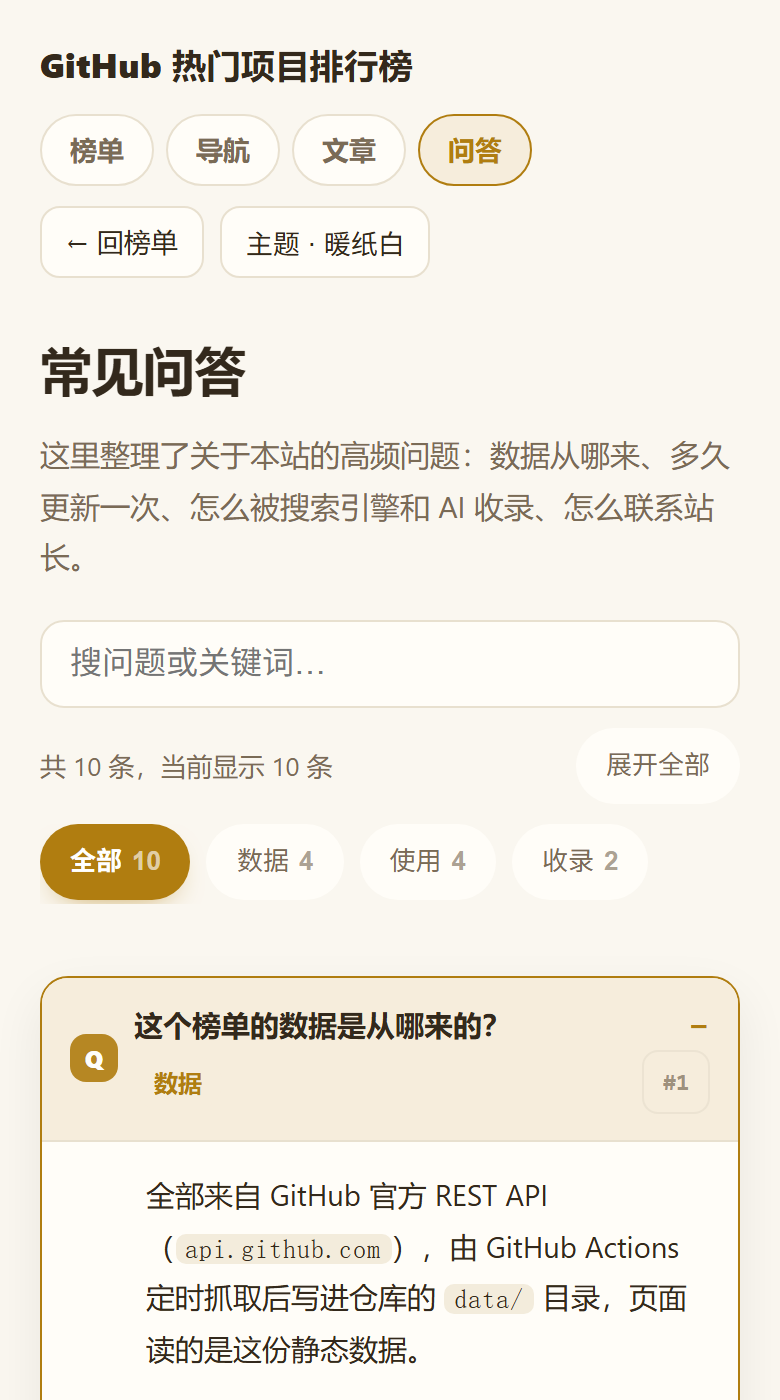 GitHub 热门项目排行榜
榜单 导航 文章 问答
← 回榜单 主题 · 暖纸白
常见问答
这里整理了关于本站的高频问题：数据从哪来、多久
更新一次、怎么被搜索引擎和 AI 收录、怎么联系站
长。
搜问题或关键词…
共 10 条，当前显示 10 条 展开全部
全部 10 数据 4 使用 4 收录 2
Q 这个榜单的数据是从哪来的？ −
数据 #1
全部来自 GitHub 官方 REST API
（api.github.com），由 GitHub Actions
定时抓取后写进仓库的 data/ 目录，页面
读的是这份静态数据。